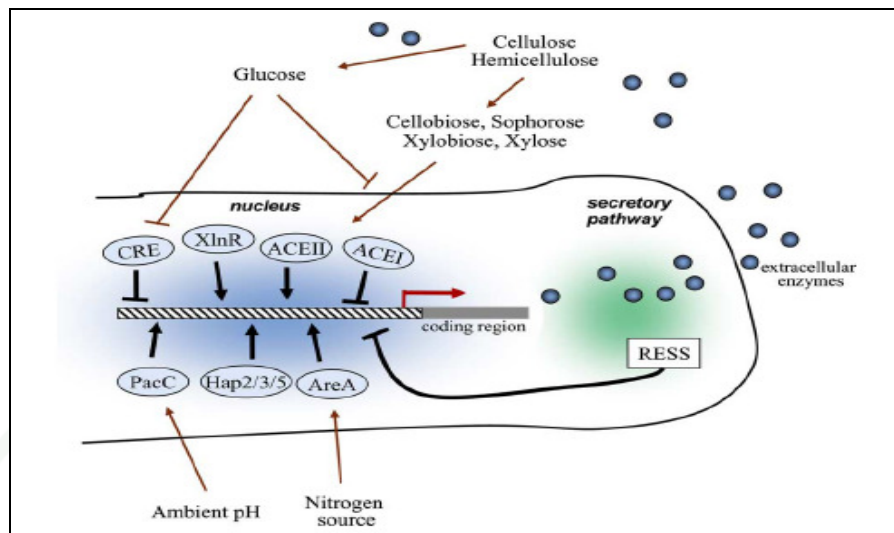 Cellulose
Hemicellulose
Glucose
Cellobiose, Sophorose
Xylobiose, Xylose
nucleus
secretory
pathway
CRE
XlnR
ACEII
ACEI
extracellular
enzymes
coding region
RESS
PacC
Hap2/3/5
AreA
Ambient pH
Nitrogen
source